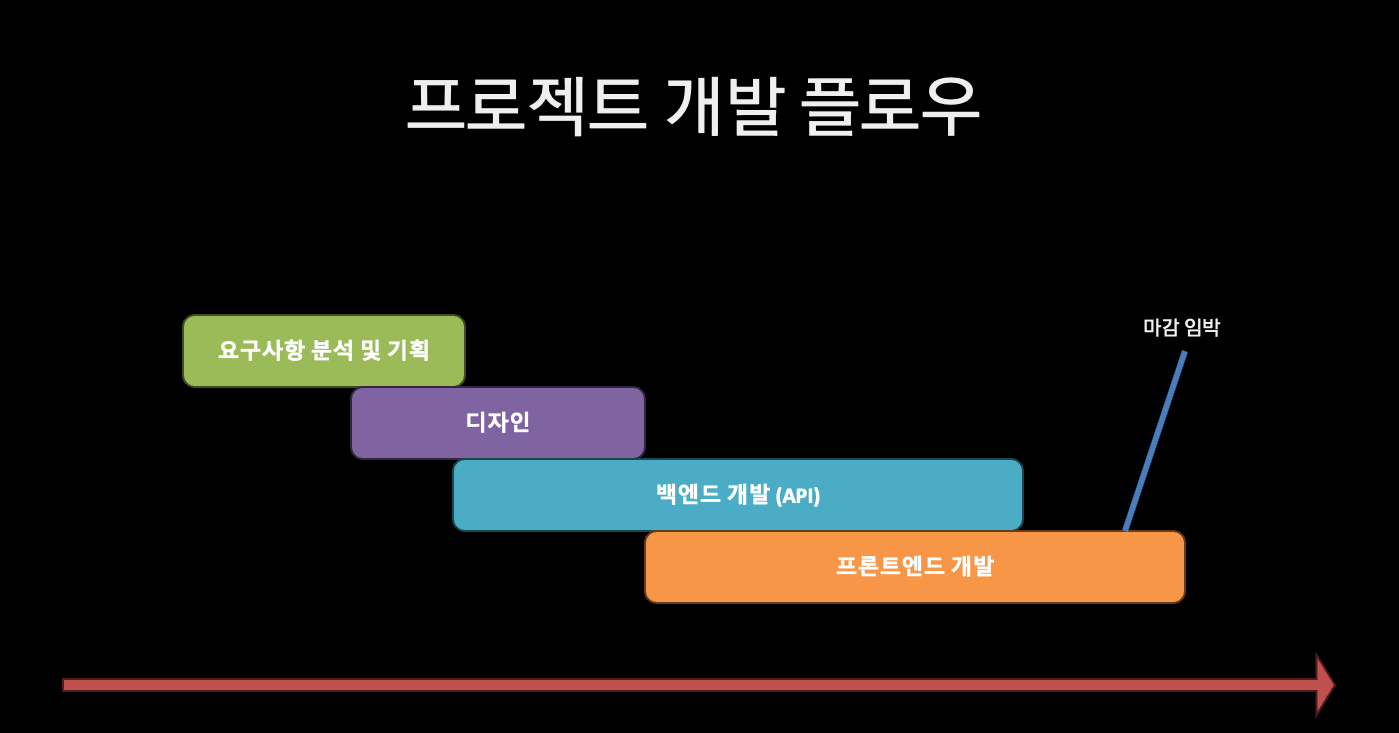 프로젝트 개발 플로우
마감 임박
요구사항 분석 및 기획
디자인
백엔드 개발 (API)
프론트엔드 개발